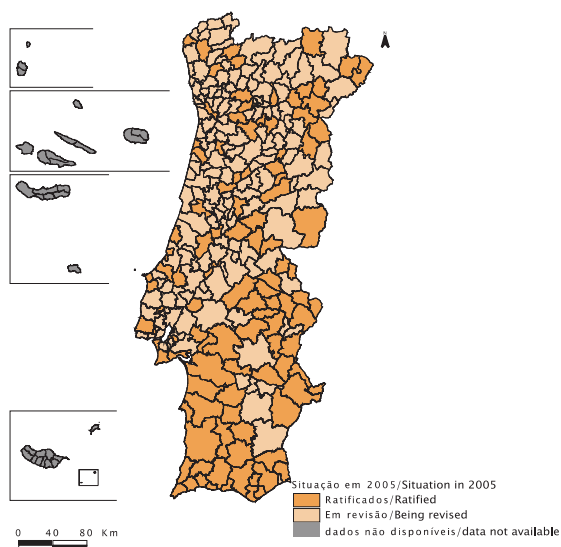 Situação em 2005/Situation in 2005
Ratificados/Ratified
Em revisão/Being revised
dados não disponíveis/data not available
0 40 80 Km